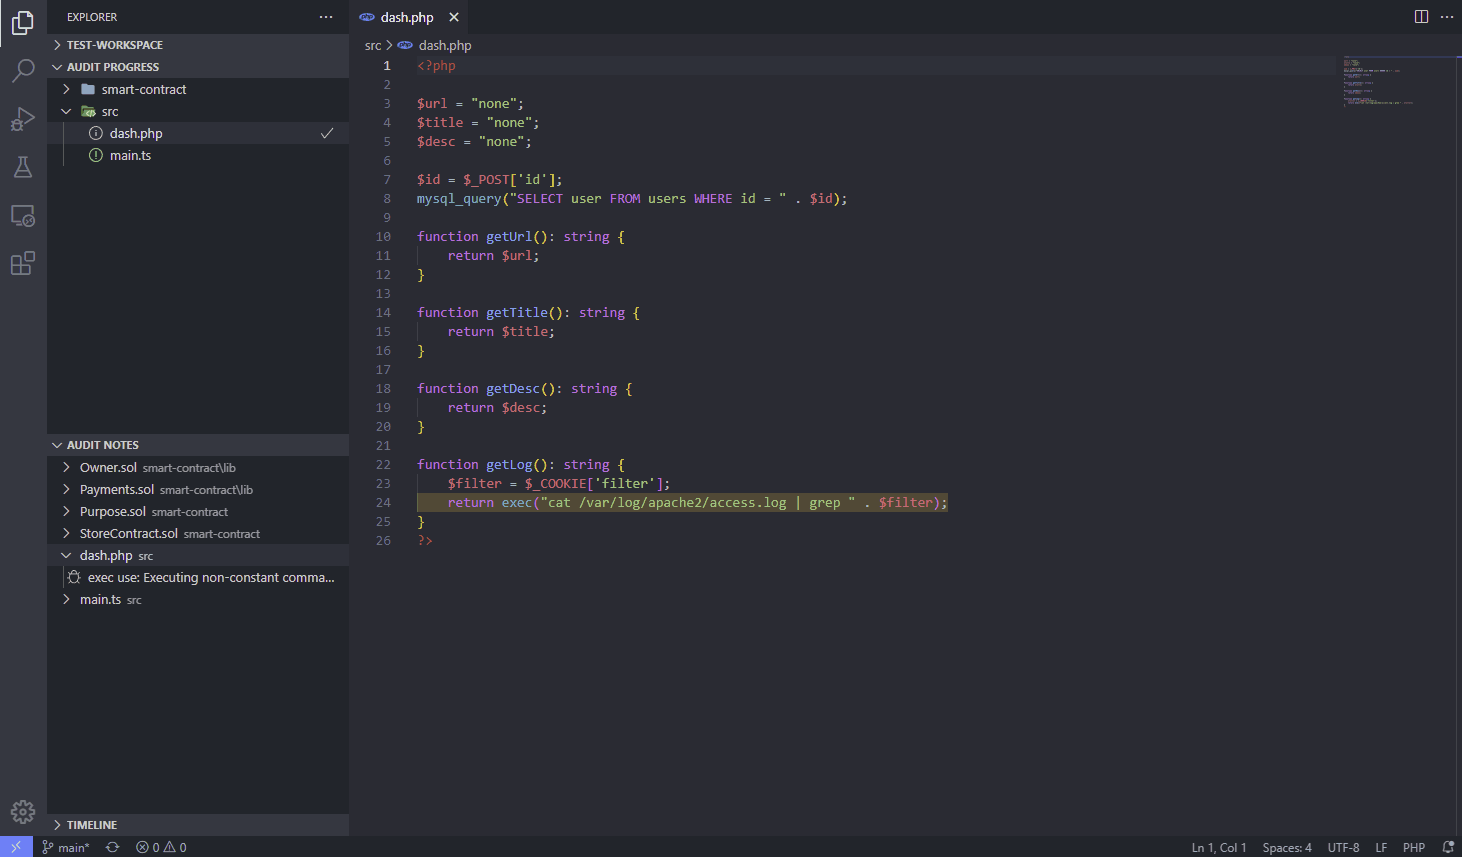 EXPLORER
TEST-WORKSPACE
AUDIT PROGRESS
smart-contract
src
dash.php
main.ts
AUDIT NOTES
Owner.sol smart-contract\lib
Payments.sol smart-contract\lib
Purpose.sol smart-contract
StoreContract.sol smart-contract
dash.php src
exec use: Executing non-constant comma...
main.ts src
TIMELINE
php dash.php
src > php dash.php
1 <?php
2
3 $url = "none";
4 $title = "none";
5 $desc = "none";
6
7 $id = $_POST['id'];
8 mysql_query("SELECT user FROM users WHERE id = " . $id);
9
10 function getUrl(): string {
11     return $url;
12 }
13
14 function getTitle(): string {
15     return $title;
16 }
17
18 function getDesc(): string {
19     return $desc;
20 }
21
22 function getLog(): string {
23     $filter = $_COOKIE['filter'];
24     return exec("cat /var/log/apache2/access.log | grep " . $filter);
25 }
26 ?>
main* 0 0 Ln 1, Col 1 Spaces: 4 UTF-8 LF PHP